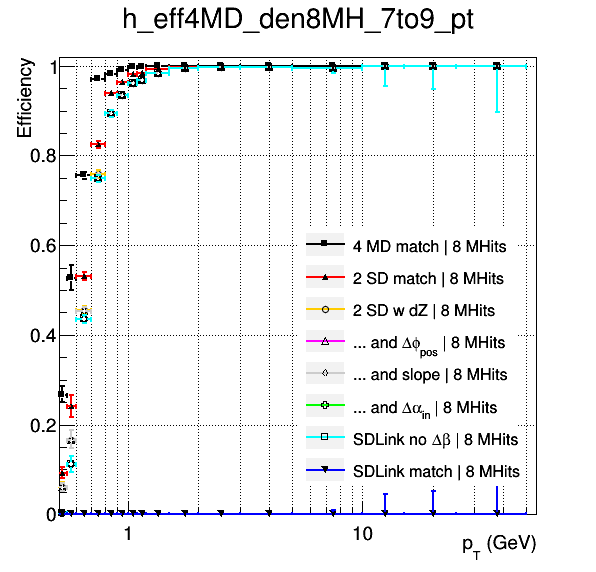 h_eff4MD_den8MH_7to9_pt
Efficiency
1
0.8
0.6
0.4
0.2
0
4 MD match | 8 MHits
2 SD match | 8 MHits
2 SD w dZ | 8 MHits
... and Δϕpos | 8 MHits
... and slope | 8 MHits
... and Δαin | 8 MHits
SDLink no Δβ | 8 MHits
SDLink match | 8 MHits
1
10
pT (GeV)